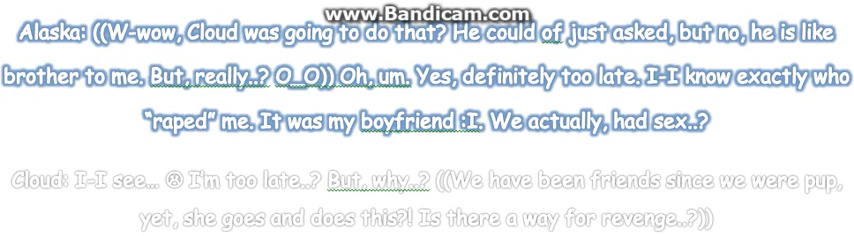 www.Bandicam.com
Alaska: ((W-wow, Cloud was going to do that? He could of just asked, but no, he is like
brother to me. But, really..? O__O)) Oh, um. Yes, definitely too late. I-I know exactly who
“raped” me. It was my boyfriend :I. We actually, had sex..?
Cloud: I-I see... ☹ I'm too late..? But. why..? ((We have been friends since we were pup,
yet, she goes and does this?! Is there a way for revenge..?))